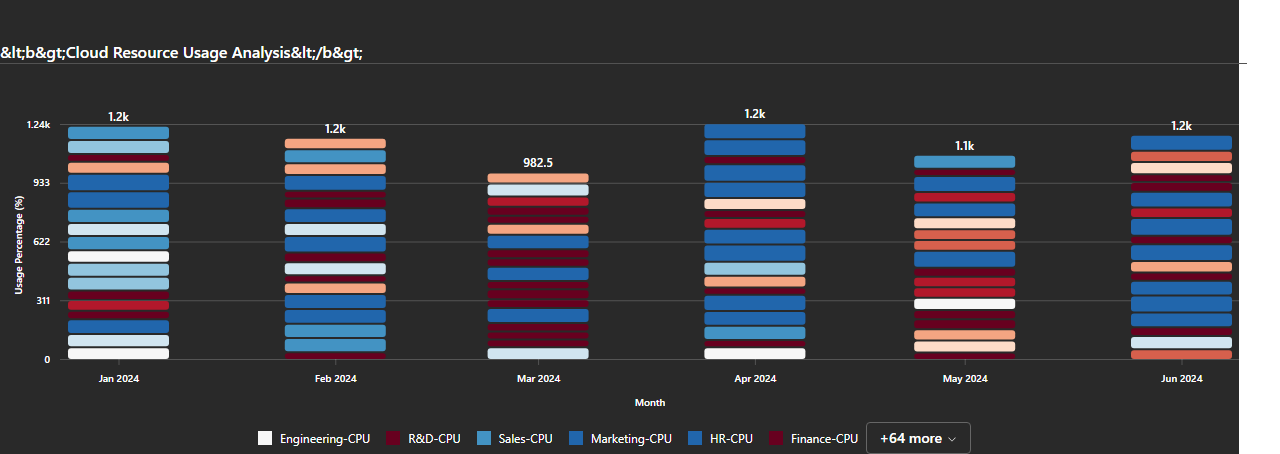 &lt;b&gt;Cloud Resource Usage Analysis&lt;/b&gt;
1.2k
1.2k
982.5
1.2k
1.1k
1.2k
1.24k
933
622
311
0
Usage Percentage (%)
Jan 2024
Feb 2024
Mar 2024
Apr 2024
May 2024
Jun 2024
Month
Engineering-CPU
R&D-CPU
Sales-CPU
Marketing-CPU
HR-CPU
Finance-CPU
+64 more